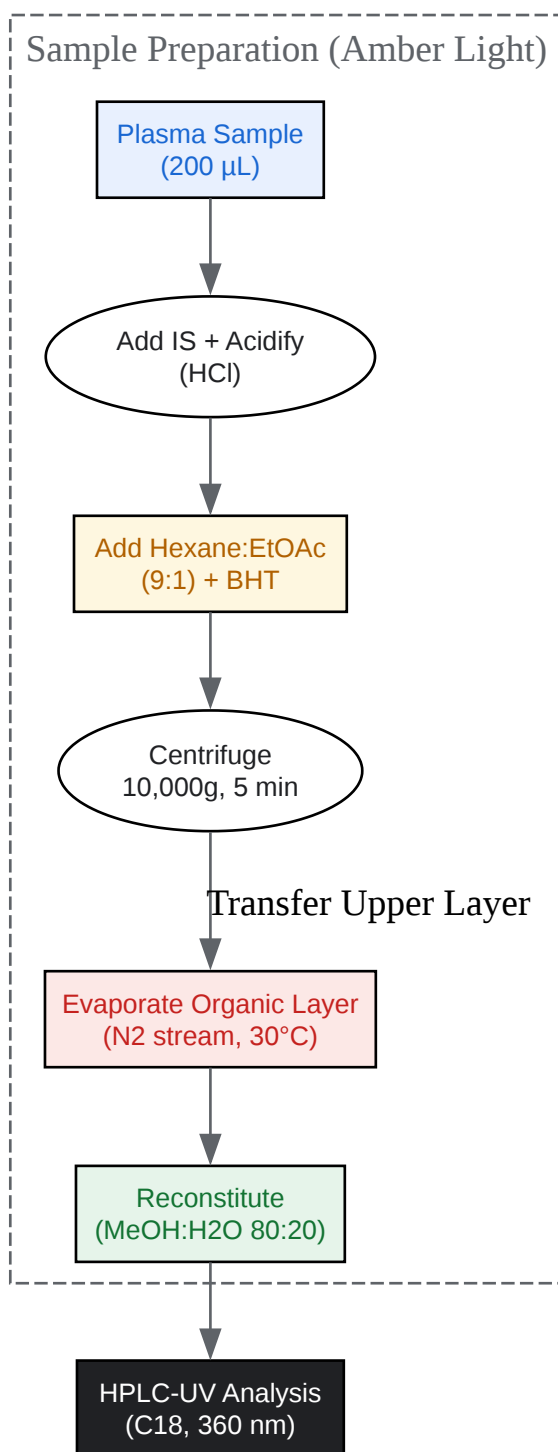 Sample Preparation (Amber Light)
Plasma Sample
(200 µL)
Add IS + Acidify
(HCl)
Add Hexane:EtOAc
(9:1) + BHT
Centrifuge
10,000g, 5 min
Transfer Upper Layer
Evaporate Organic Layer
(N2 stream, 30°C)
Reconstitute
(MeOH:H2O 80:20)
HPLC-UV Analysis
(C18, 360 nm)